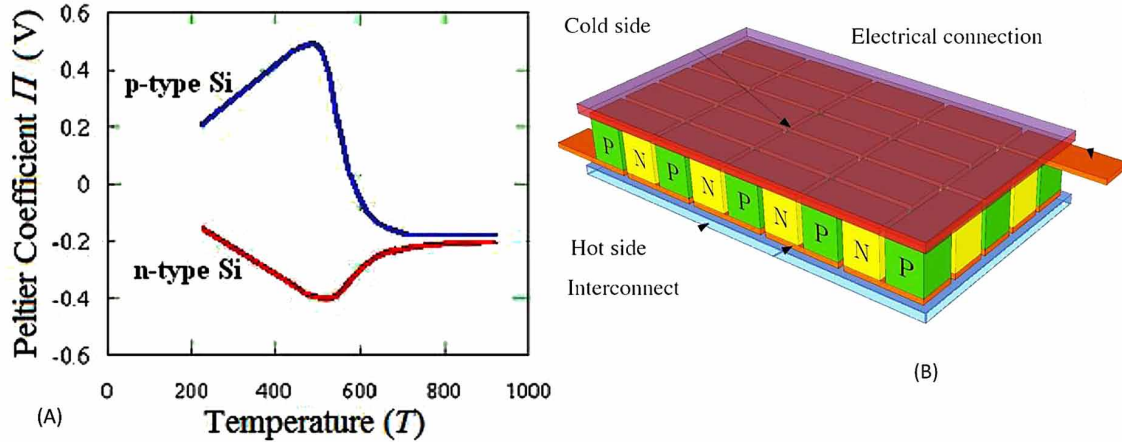 Peltier Coefficient Π (V)
0.6
0.4
0.2
0
-0.2
-0.4
-0.6
p-type Si
n-type Si
0 200 400 600 800 1000
Temperature (T)
(A)
Cold side
Electrical connection
P N P N P N P N P
Hot side
Interconnect
(B)